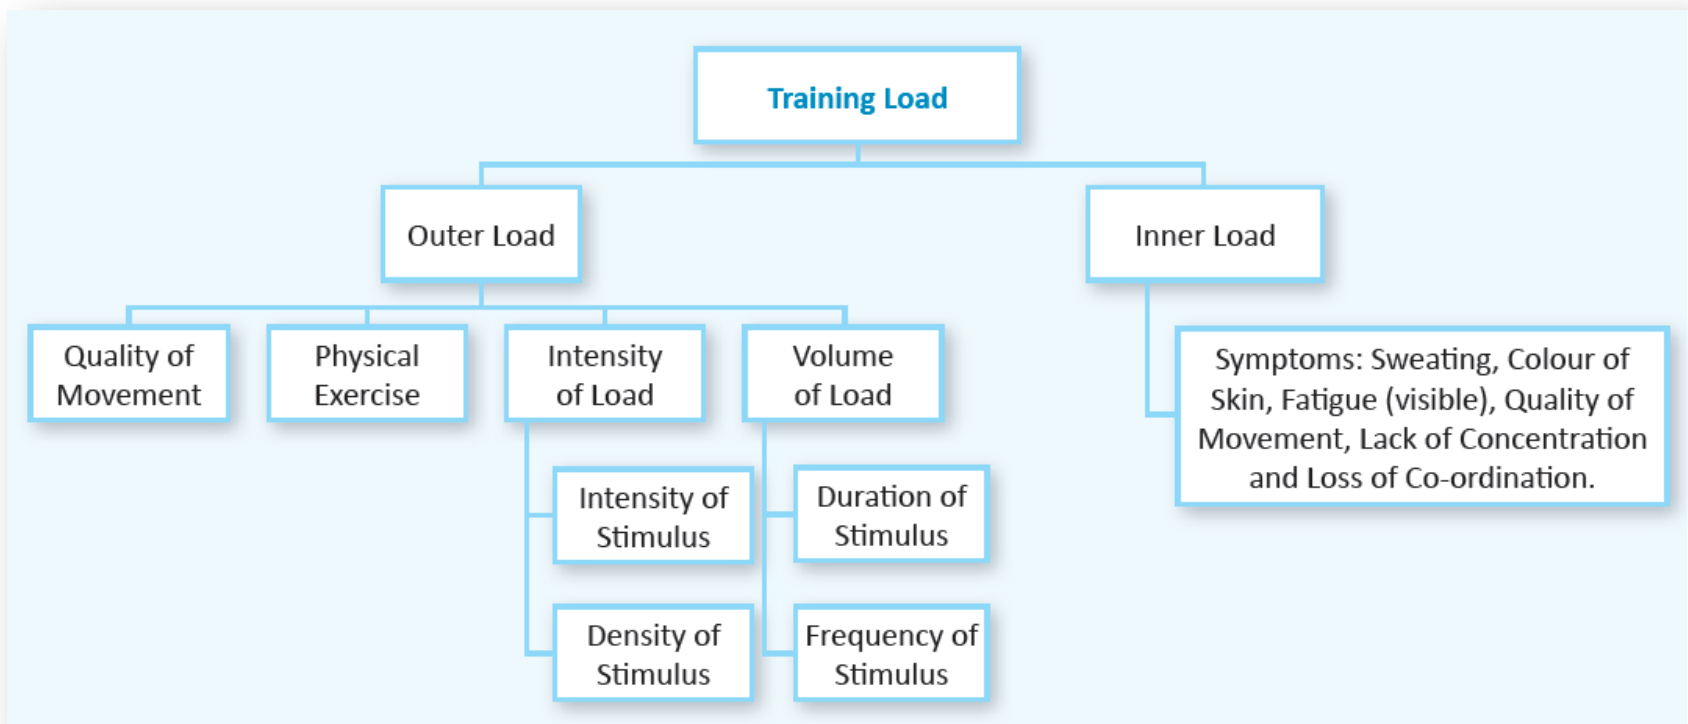 Training Load
Outer Load
Inner Load
Quality of
Movement
Physical
Exercise
Intensity
of Load
Volume
of Load
Symptoms: Sweating, Colour of
Skin, Fatigue (visible), Quality of
Movement, Lack of Concentration
and Loss of Co-ordination.
Intensity of
Stimulus
Duration of
Stimulus
Density of
Stimulus
Frequency of
Stimulus